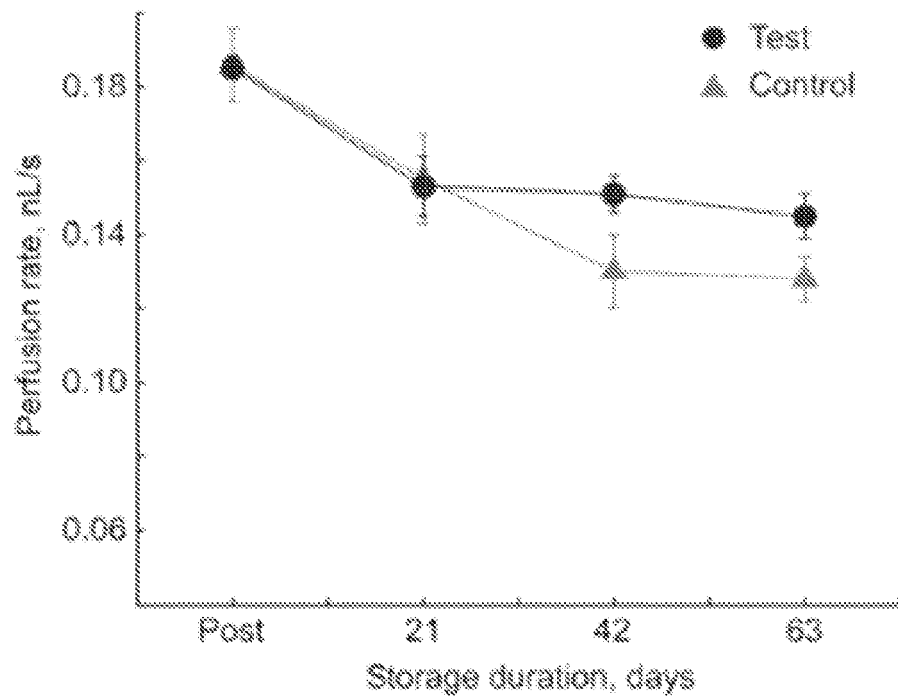 Test
Control
Perfusion rate, nL/s
0.18
0.14
0.10
0.06
Post 21 42 63
Storage duration, days